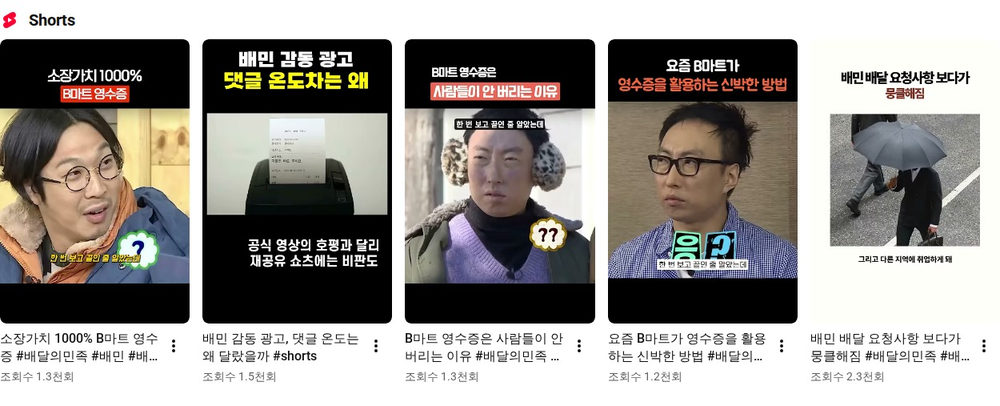 Shorts
소장가치 1000%
B마트 영수증
?
한 번 보고 끝인 줄 알았는데
배민 감동 광고
댓글 온도차는 왜
공식 영상의 호평과 달리
재공유 쇼츠에는 비판도
B마트 영수증은
사람들이 안 버리는 이유
한 번 보고 끝인 줄 알았는데
??
요즘 B마트가
영수증을 활용하는 신박한 방법
응?
한 번 보고 끝인 줄 알았는데
배민 배달 요청사항 보다가
뭉클해짐
그리고 다른 지역에 취업하게 돼
소장가치 1000% B마트 영수
증 #배달의민족 #배민 #배...
조회수 1.3천회
배민 감동 광고, 댓글 온도는
왜 달랐을까 #shorts
조회수 1.5천회
B마트 영수증은 사람들이 안
버리는 이유 #배달의민족 ...
조회수 1.3천회
요즘 B마트가 영수증을 활용
하는 신박한 방법 #배달의...
조회수 1.2천회
배민 배달 요청사항 보다가
뭉클해짐 #배달의민족 #배...
조회수 2.3천회